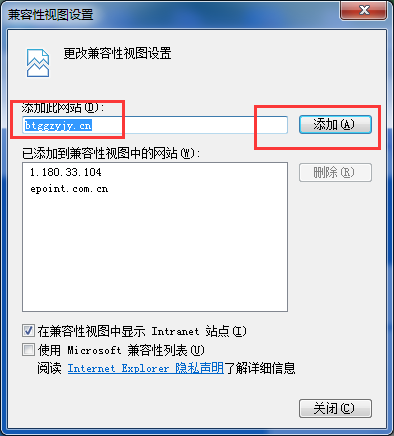 兼容性视图设置
更改兼容性视图设置
添加此网站(D):
btggzyjy.cn
添加(A)
已添加到兼容性视图中的网站(W):
1.180.33.104
epoint.com.cn
删除(R)
在兼容性视图中显示 Intranet 站点(I)
使用 Microsoft 兼容性列表(U)
阅读 Internet Explorer 隐私声明了解详细信息
关闭(C)